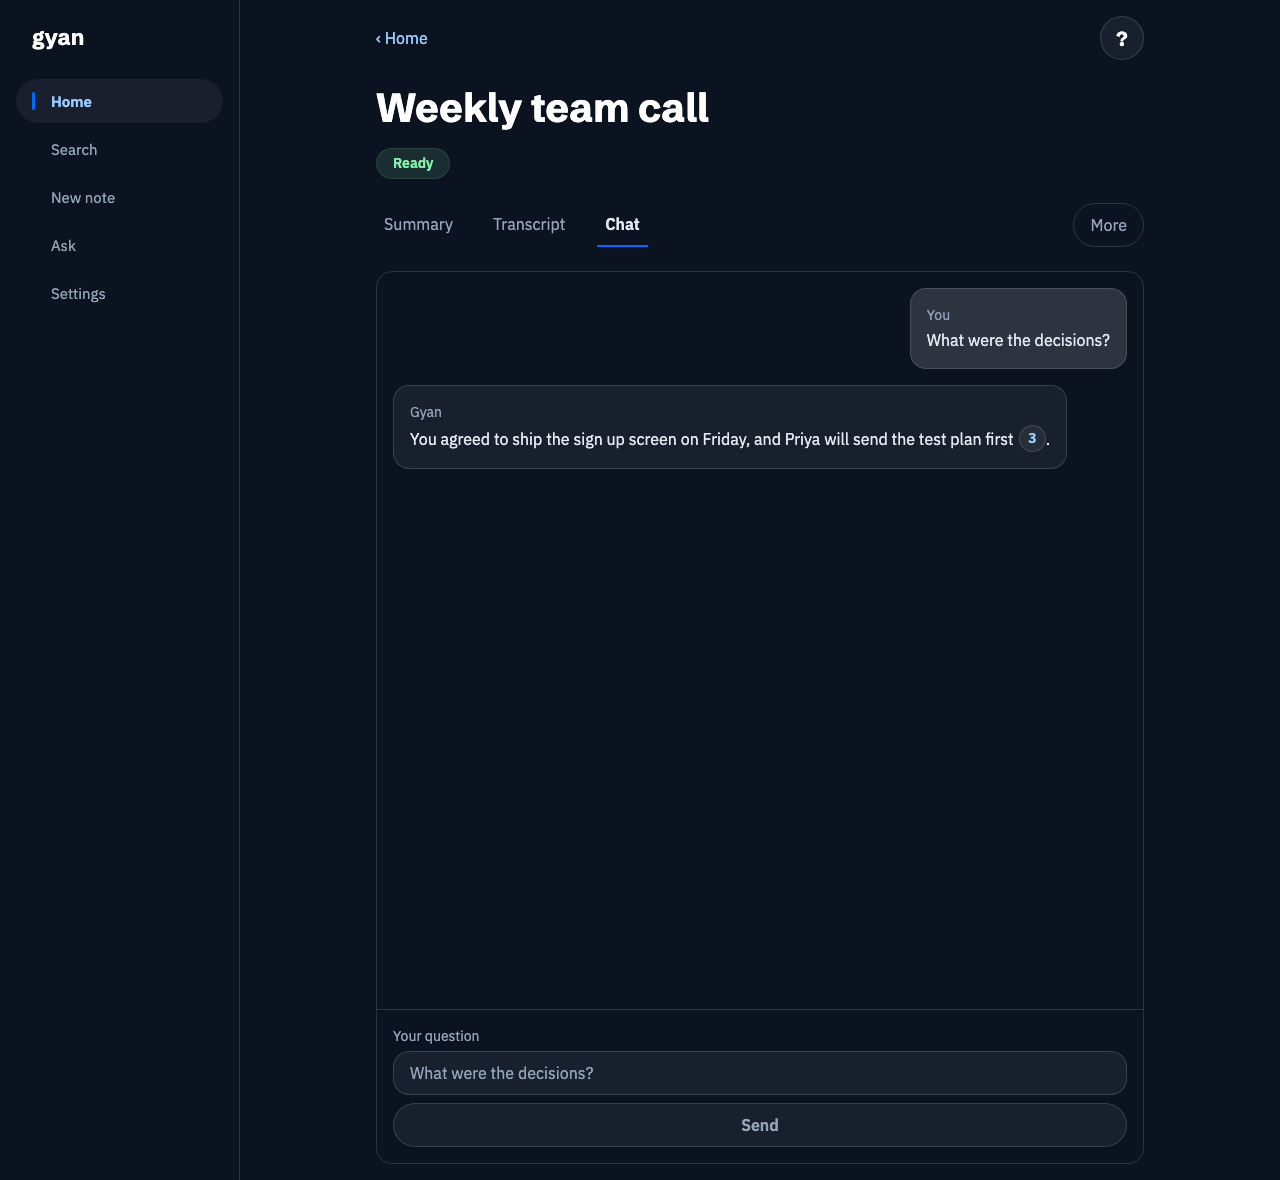 gyan
Home
Search
New note
Ask
Settings
‹ Home
?
Weekly team call
Ready
Summary
Transcript
Chat
More
You
What were the decisions?
Gyan
You agreed to ship the sign up screen on Friday, and Priya will send the test plan first 3.
Your question
What were the decisions?
Send